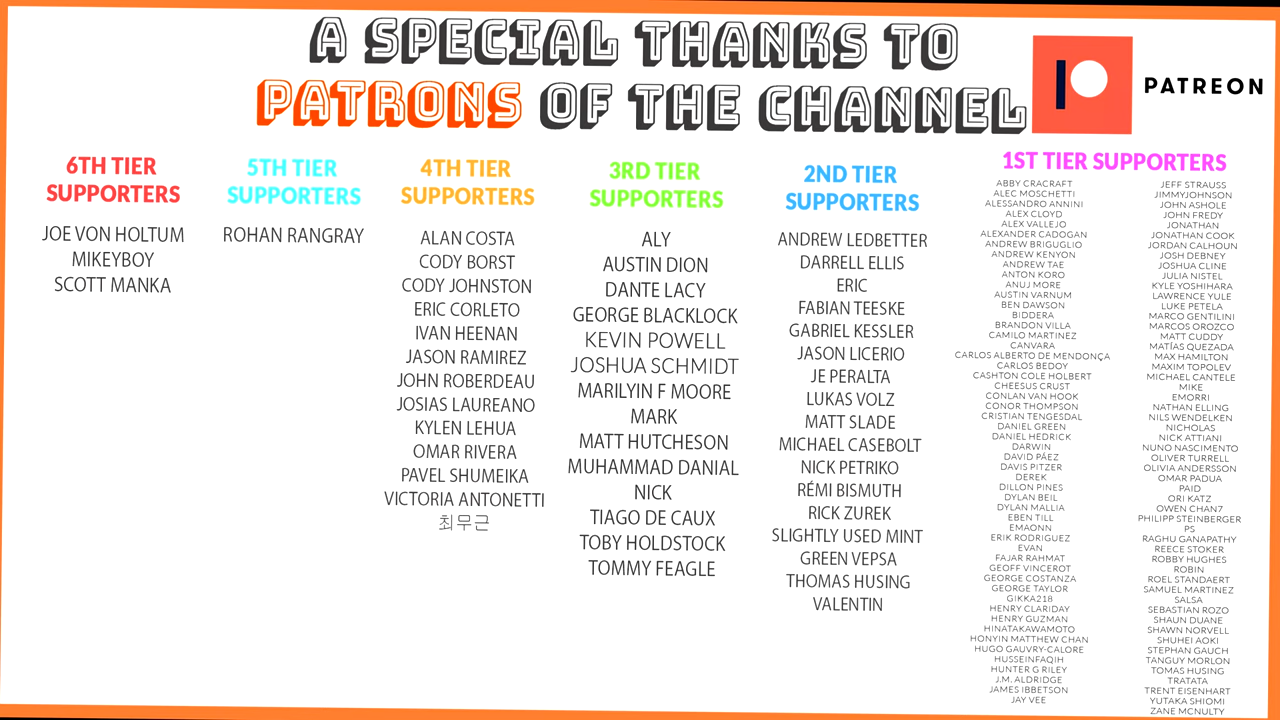 A SPECIAL THANKS TO
PATRONS OF THE CHANNEL
PATREON
6TH TIER
SUPPORTERS
JOE VON HOLTUM
MIKEYBOY
SCOTT MANKA
5TH TIER
SUPPORTERS
ROHAN RANGRAY
4TH TIER
SUPPORTERS
ALAN COSTA
CODY BORST
CODY JOHNSTON
ERIC CORLETO
IVAN HEENAN
JASON RAMIREZ
JOHN ROBERDEAU
JOSIAS LAUREANO
KYLEN LEHUA
OMAR RIVERA
PAVEL SHUMEIKA
VICTORIA ANTONETTI
최무근
3RD TIER
SUPPORTERS
ALY
AUSTIN DION
DANTE LACY
GEORGE BLACKLOCK
KEVIN POWELL
JOSHUA SCHMIDT
MARILYIN F MOORE
MARK
MATT HUTCHESON
MUHAMMAD DANIAL
NICK
TIAGO DE CAUX
TOBY HOLDSTOCK
TOMMY FEAGLE
2ND TIER
SUPPORTERS
ANDREW LEDBETTER
DARRELL ELLIS
ERIC
FABIAN TEESKE
GABRIEL KESSLER
JASON LICERIO
JE PERALTA
LUKAS VOLZ
MATT SLADE
MICHAEL CASEBOLT
NICK PETRIKO
RÉMI BISMUTH
RICK ZUREK
SLIGHTLY USED MINT
GREEN VEPSA
THOMAS HUSING
VALENTIN
1ST TIER SUPPORTERS
ABBY CRACRAFT
ALEC MOSCHETTI
ALESSANDRO ANNINI
ALEX CLOYD
ALEX VALLEJO
ALEXANDER CADOGAN
ANDREW BRIGUGLIO
ANDREW KENYON
ANDREW TAE
ANTON KORO
ANUJ MORE
AUSTIN VARNUM
BEN DAWSON
BIDDERA
BRANDON VILLA
CAMILO MARTINEZ
CANVARA
CARLOS ALBERTO DE MENDONÇA
CARLOS BEDOY
CASHTON COLE HOLBERT
CHEESUS CRUST
CONLAN VAN HOOK
CONOR THOMPSON
CRISTIAN TENGESDAL
DANIEL GREEN
DANIEL HEDRICK
DARWIN
DAVID PÁEZ
DAVIS PITZER
DEREK
DILLON PINES
DYLAN BEIL
DYLAN MALLIA
EBEN TILL
EMAONN
ERIK RODRIGUEZ
EVAN
FAJAR RAHMAT
GEOFF VINCEROT
GEORGE COSTANZA
GEORGE TAYLOR
GIKKA218
HENRY CLARIDAY
HENRY GUZMAN
HINATAKAWAMOTO
HONYIN MATTHEW CHAN
HUGO GAUVRY-CALORE
HUSSEINFAQIH
HUNTER G RILEY
J.M. ALDRIDGE
JAMES IBBETSON
JAY VEE
JEFF STRAUSS
JIMMYJOHNSON
JOHN ASHOLE
JOHN FREDY
JONATHAN
JONATHAN COOK
JORDAN CALHOUN
JOSH DEBNEY
JOSHUA CLINE
JULIA NISTEL
KYLE YOSHIHARA
LAWRENCE YULE
LUKE PETELA
MARCO GENTILINI
MARCOS OROZCO
MATT CUDDY
MATÍAS QUEZADA
MAX HAMILTON
MAXIM TOPOLEV
MICHAEL CANTELE
MIKE
EMORRI
NATHAN ELLING
NILS WENDELKEN
NICHOLAS
NICK ATTIANI
NUNO NASCIMENTO
OLIVER TURRELL
OLIVIA ANDERSSON
OMAR PADUA
PAID
ORI KATZ
OWEN CHAN7
PHILIPP STEINBERGER
PS
RAGHU GANAPATHY
REECE STOKER
ROBBY HUGHES
ROBIN
ROEL STANDAERT
SAMUEL MARTINEZ
SALSA
SEBASTIAN ROZO
SHAUN DUANE
SHAWN NORVELL
SHUHEI AOKI
STEPHAN GAUCH
TANGUY MORLON
TOMAS HUSING
TRATATA
TRENT EISENHART
YUTAKA SHIOMI
ZANE MCNULTY